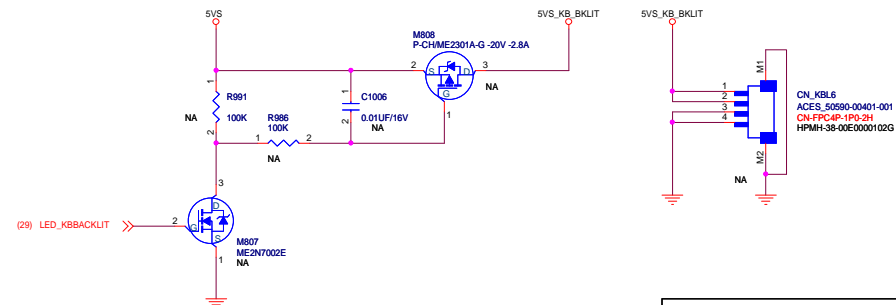 5VS
5VS_KB_BKLIT
5VS_KB_BKLIT
M808
P-CH/ME2301A-G -20V -2.8A
2
S
D
3
G
NA
1
1
R991
NA
100K
2
1
C1006
2
0.01UF/16V
NA
R986
100K
1
2
NA
3
D
(29) LED_KBBACKLIT
2
G
S
M807
ME2N7002E
NA
1
M1
1
2
3
4
M2
CN_KBL6
ACES_50590-00401-001
CN-FPC4P-1P0-2H
HPMH-38-00E0000102G
NA